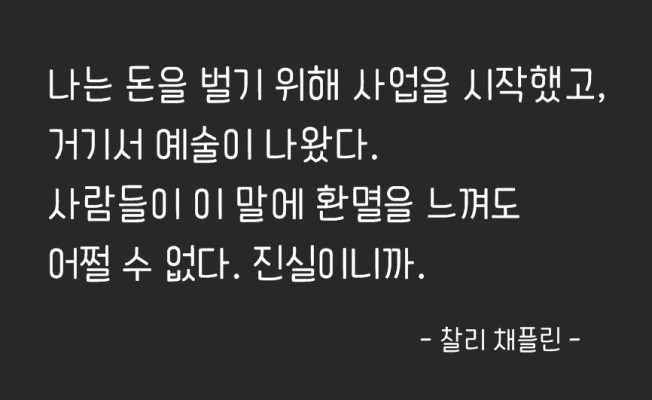 나는 돈을 벌기 위해 사업을 시작했고,
거기서 예술이 나왔다.
사람들이 이 말에 환멸을 느껴도
어쩔 수 없다. 진실이니까.
- 찰리 채플린 -